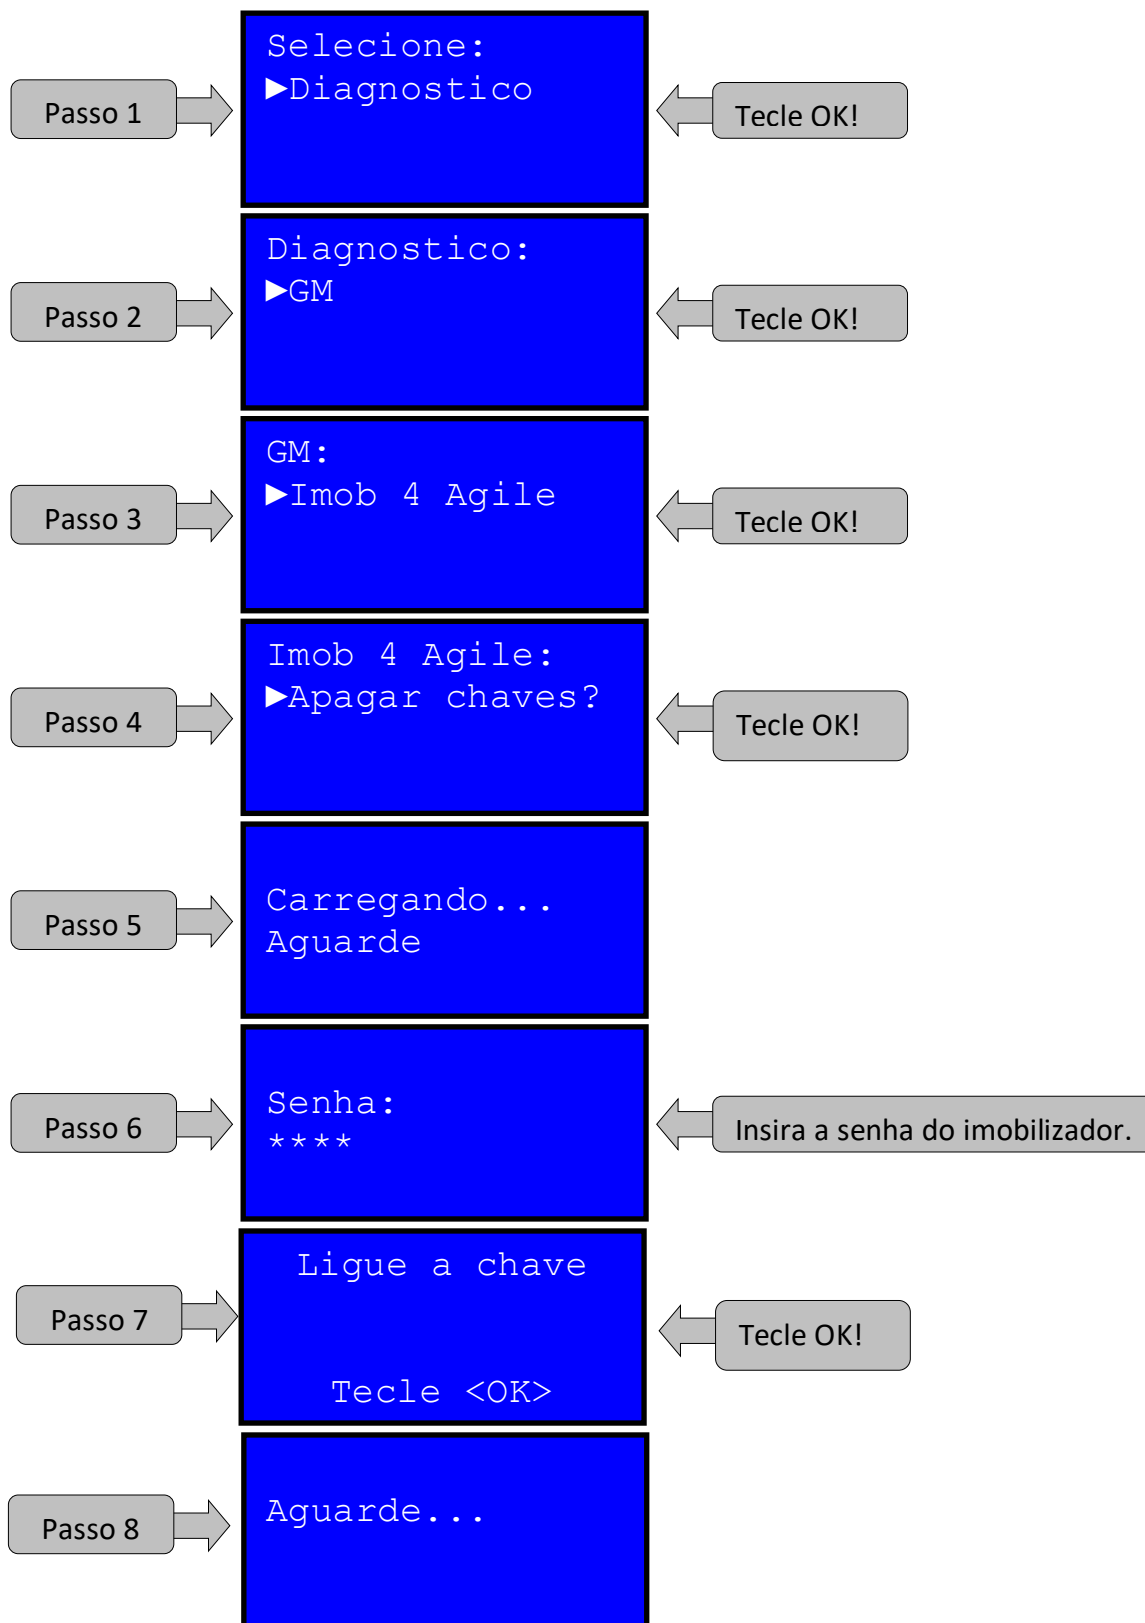 Passo 1
Selecione:
►Diagnostico
Tecle OK!
Passo 2
Diagnostico:
►GM
Tecle OK!
Passo 3
GM:
►Imob 4 Agile
Tecle OK!
Passo 4
Imob 4 Agile:
►Apagar chaves?
Tecle OK!
Passo 5
Carregando...
Aguarde
Passo 6
Senha:
****
Insira a senha do imobilizador.
Passo 7
Ligue a chave
Tecle <OK>
Tecle OK!
Passo 8
Aguarde...